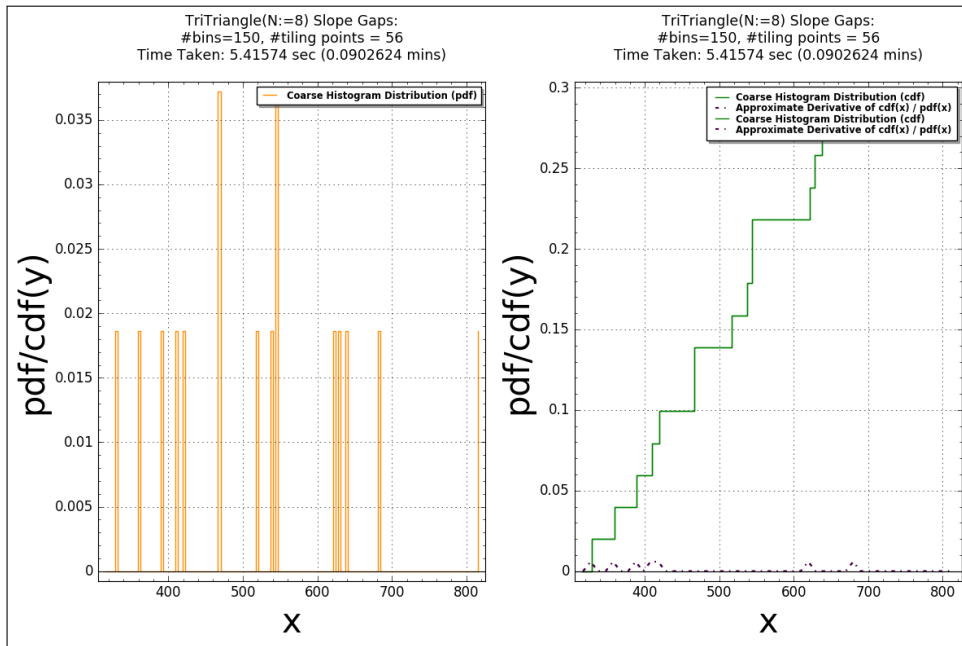 TriTriangle(N:=8) Slope Gaps:
#bins=150, #tiling points = 56
Time Taken: 5.41574 sec (0.0902624 mins)
Coarse Histogram Distribution (pdf)
pdf/cdf(y)
0.035
0.03
0.025
0.02
0.015
0.01
0.005
0
400
500
600
700
800
x
TriTriangle(N:=8) Slope Gaps:
#bins=150, #tiling points = 56
Time Taken: 5.41574 sec (0.0902624 mins)
Coarse Histogram Distribution (cdf)
Approximate Derivative of cdf(x) / pdf(x)
Coarse Histogram Distribution (cdf)
Approximate Derivative of cdf(x) / pdf(x)
pdf/cdf(y)
0.3
0.25
0.2
0.15
0.1
0.05
0
400
500
600
700
800
x